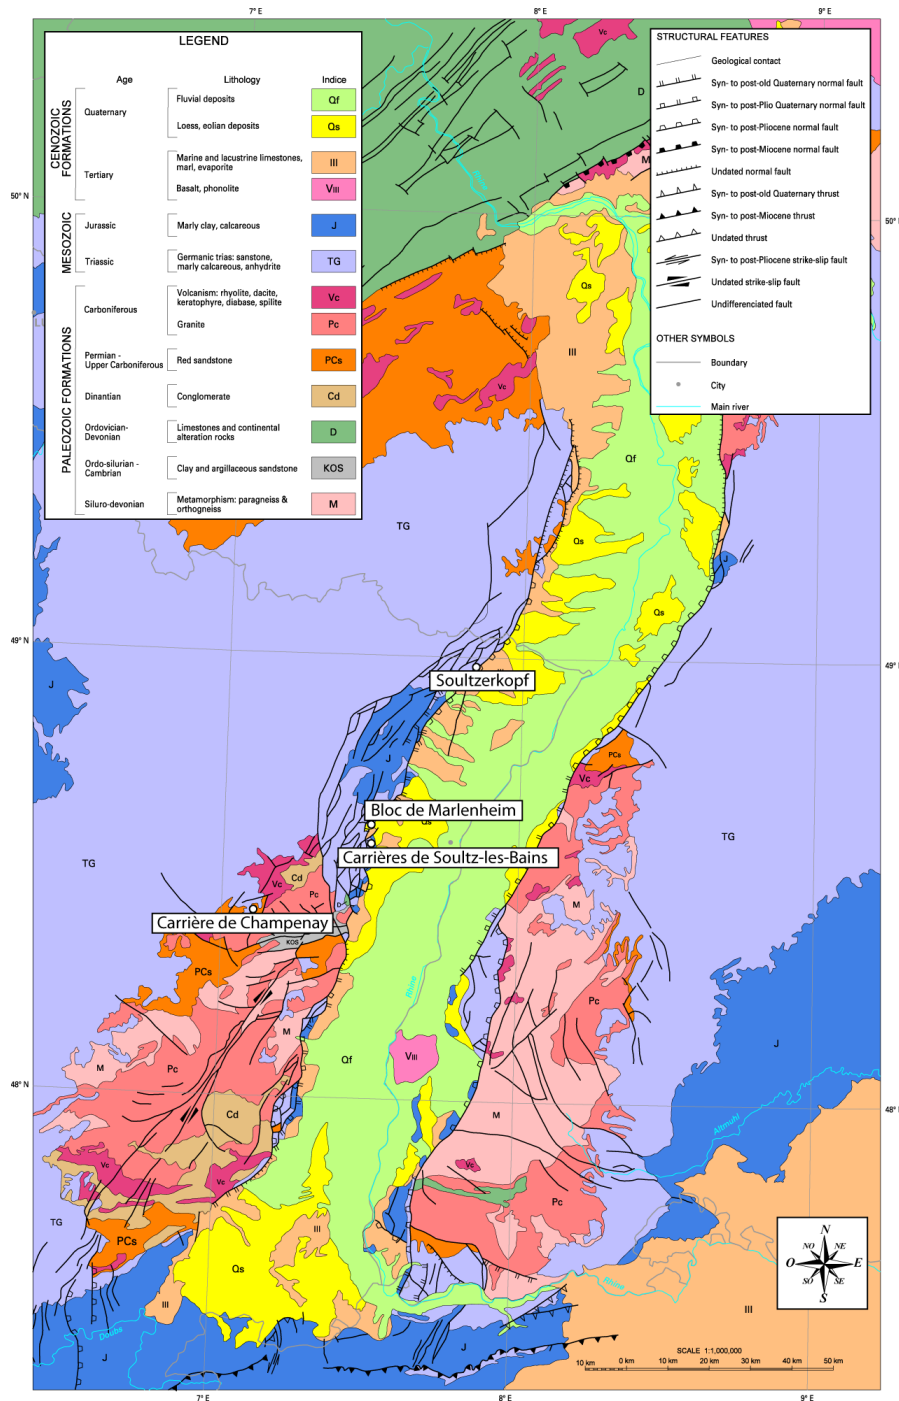 7° E
8° E
9° E
LEGEND
Age
Lithology
Indice
CENOZOIC FORMATIONS
Quaternary
Fluvial deposits
Qf
Loess, eolian deposits
Qs
Tertiary
Marine and lacustrine limestones,
marl, evaporite
III
Basalt, phonolite
VIII
MESOZOIC
Jurassic
Marly clay, calcareous
J
Triassic
Germanic trias: sanstone,
marly calcareous, anhydrite
TG
PALEOZOIC FORMATIONS
Carboniferous
Volcanism: rhyolite, dacite,
keratophyre, diabase, spilite
Vc
Granite
Pc
Permian -
Upper Carboniferous
Red sandstone
PCs
Dinantian
Conglomerate
Cd
Ordovician-
Devonian
Limestones and continental
alteration rocks
D
Ordo-silurian -
Cambrian
Clay and argillaceous sandstone
KOS
Siluro-devonian
Metamorphism: paragneiss &
orthogneiss
M
STRUCTURAL FEATURES
Geological contact
Syn- to post-old Quaternary normal fault
Syn- to post-Plio Quaternary normal fault
Syn- to post-Pliocene normal fault
Syn- to post-Miocene normal fault
Undated normal fault
Syn- to post-old Quaternary thrust
Syn- to post-Miocene thrust
Undated thrust
Syn- to post-Pliocene strike-slip fault
Undated strike-slip fault
Undifferenciated fault
OTHER SYMBOLS
Boundary
City
Main river
Vc
D
M
50° N
50° N
Qs
III
Vc
Qf
TG
Qs
J
Qs
49° N
49° N
Soultzerkopf
J
PCs
J
Vc
Bloc de Marlenheim
Qs
TG
Carrières de Soultz-les-Bains
TG
Cd
Vc
Pc
M
D
Carrière de Champenay
KOS
PCs
Rhine
Pc
M
J
Qf
VIII
M
Pc
48° N
48° N
Cd
M
Altmuhl
Vc
Vc
Vc
Pc
TG
III
PCs
Qs
N
NO
NE
O
E
SO
SE
S
Rhine
III
III
Doubs
J
J
SCALE 1:1,000,000
10 km
0 km
10 km
20 km
30 km
40 km
50 km
7° E
8° E
9° E